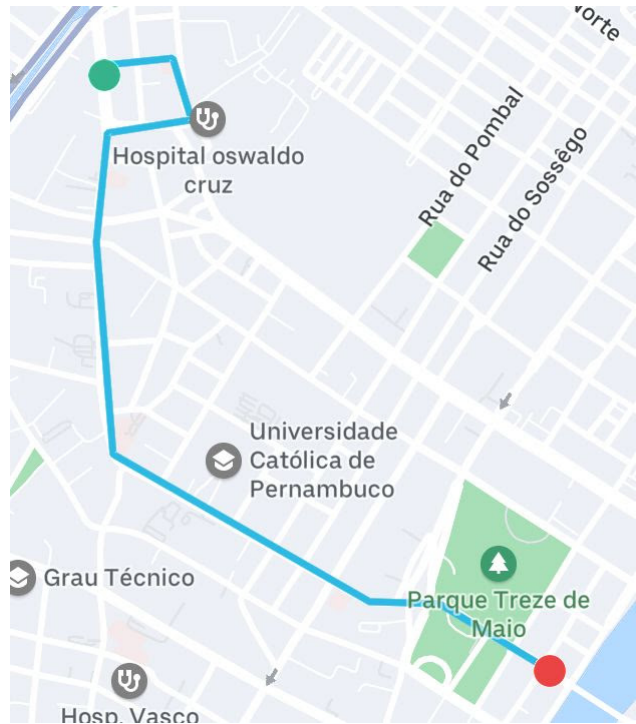 Norte
Hospital oswaldo
cruz
Rua do Pombal
Rua do Sossêgo
Universidade
Católica de
Pernambuco
Grau Técnico
Parque Treze de
Maio
Hosp. Vasco